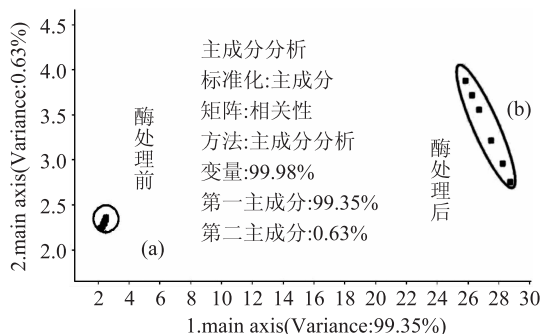 4.5
4.0
3.5
3.0
2.5
2.0
2.main axis(Variance:0.63%)
酶处理前
(a)
主成分分析
标准化:主成分
矩阵:相关性
方法:主成分分析
变量:99.98%
第一主成分:99.35%
第二主成分:0.63%
酶处理后
(b)
2 4 6 8 10 12 14 16 18 20 22 24 26 28 30
1.main axis(Variance:99.35%)